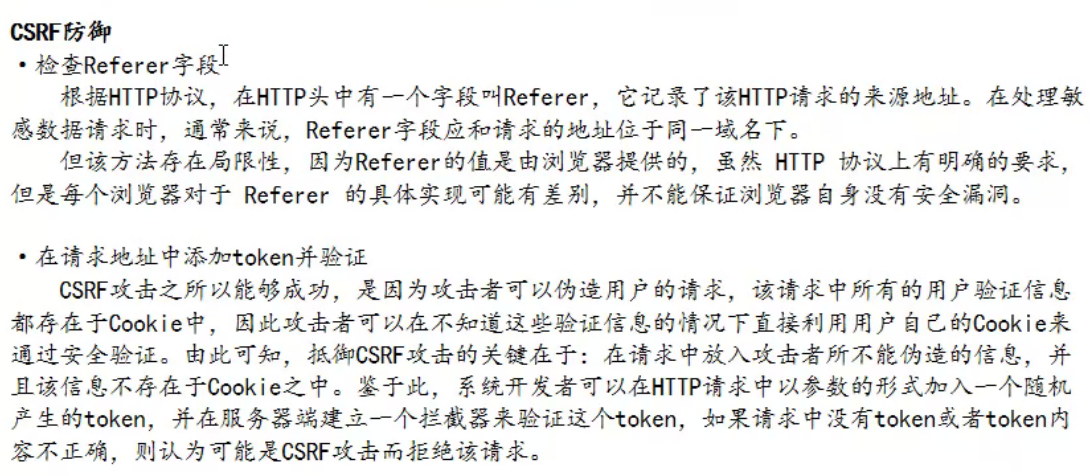 CSRF防御
·检查Referer字段
根据HTTP协议，在HTTP头中有一个字段叫Referer，它记录了该HTTP请求的来源地址。在处理敏
感数据请求时，通常来说，Referer字段应和请求的地址位于同一域名下。
但该方法存在局限性，因为Referer的值是由浏览器提供的，虽然 HTTP 协议上有明确的要求，
但是每个浏览器对于 Referer 的具体实现可能有差别，并不能保证浏览器自身没有安全漏洞。
·在请求地址中添加token并验证
CSRF攻击之所以能够成功，是因为攻击者可以伪造用户的请求，该请求中所有的用户验证信息
都存在于Cookie中，因此攻击者可以在不知道这些验证信息的情况下直接利用用户自己的Cookie来
通过安全验证。由此可知，抵御CSRF攻击的关键在于：在请求中放入攻击者所不能伪造的信息，并
且该信息不存在于Cookie之中。鉴于此，系统开发者可以在HTTP请求中以参数的形式加入一个随机
产生的token，并在服务器端建立一个拦截器来验证这个token，如果请求中没有token或者token内
容不正确，则认为可能是CSRF攻击而拒绝该请求。